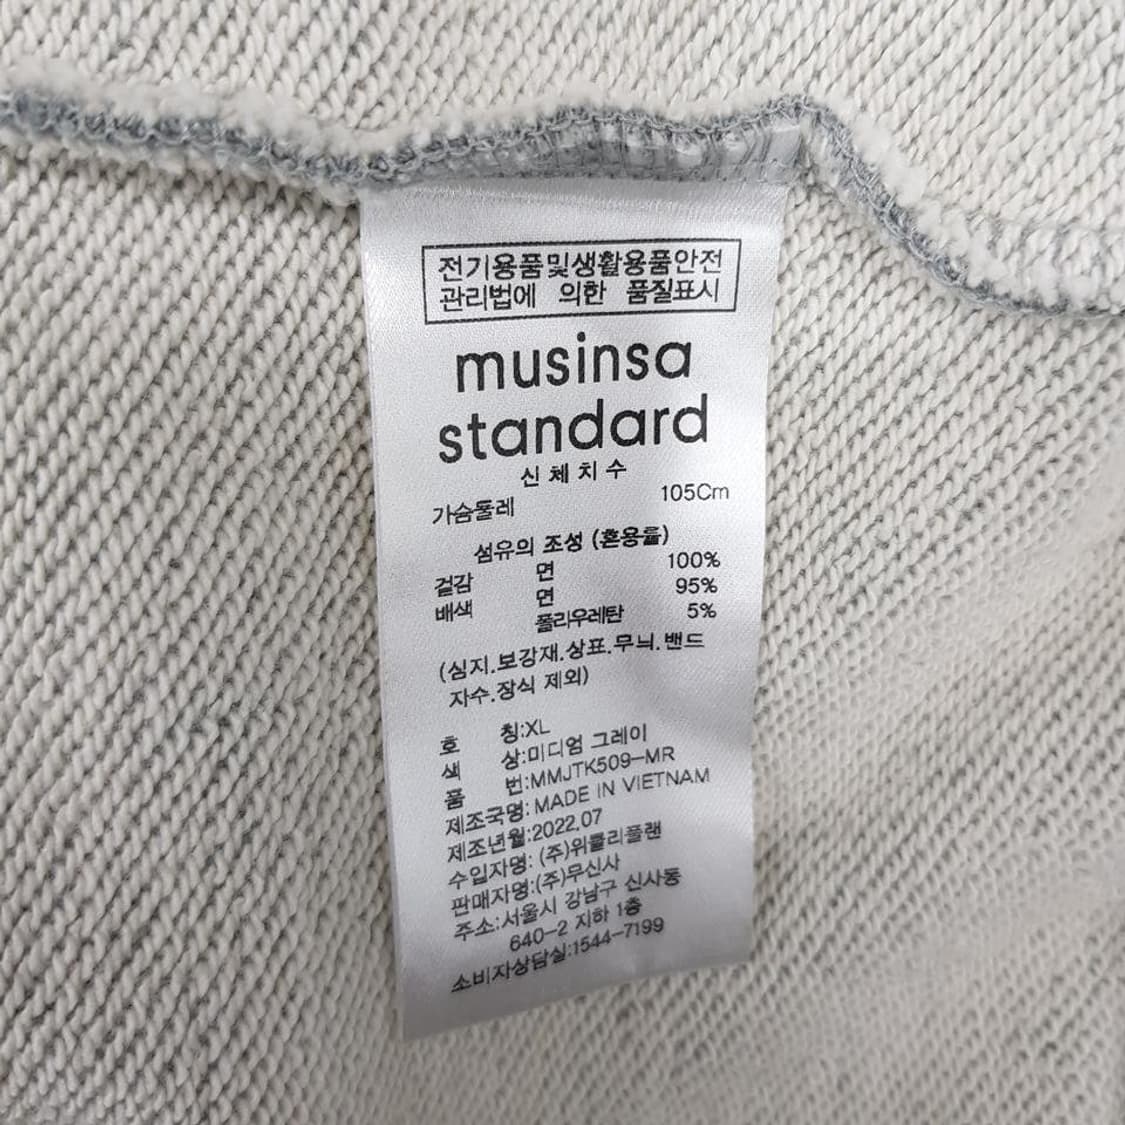 전기용품및생활용품안전
관리법에 의한 품질표시
musinsa
standard
신체치수
가슴둘레 105Cm
섬유의 조성 (혼용률)
겉감 면 100%
배색 면 95%
폴리우레탄 5%
(심지.보강재.상표.무늬.밴드
자수.장식 제외)
호 칭:XL
색 상:미디엄 그레이
품 번:MMJTK509-MR
제조국명: MADE IN VIETNAM
제조년월:2022.07
수입자명: (주)위클리플랜
판매자명:(주)무신사
주소:서울시 강남구 신사동
640-2 지하 1층
소비자상담실:1544-7199